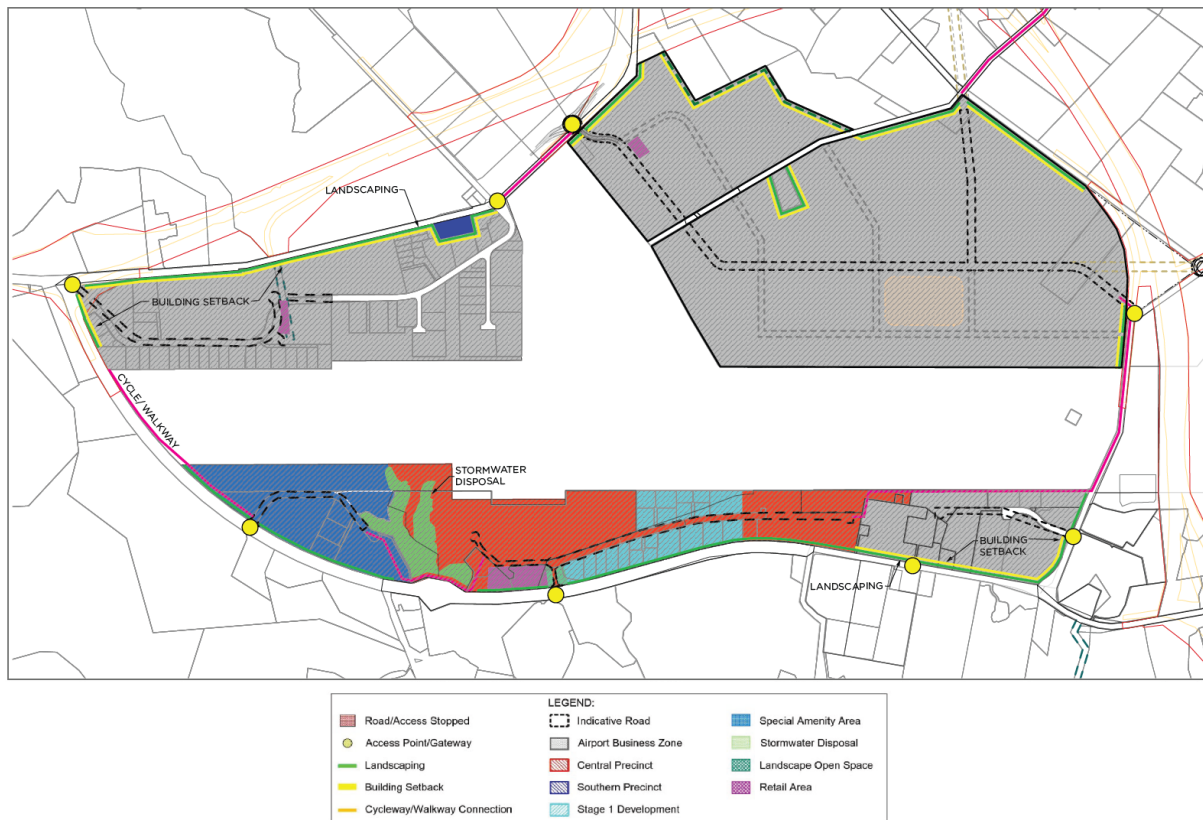 LANDSCAPING
BUILDING SETBACK
CYCLE/ WALKWAY
STORMWATER
DISPOSAL
BUILDING
SETBACK
LANDSCAPING
LEGEND:
Road/Access Stopped
Access Point/Gateway
Landscaping
Building Setback
Cycleway/Walkway Connection
Indicative Road
Airport Business Zone
Central Precinct
Southern Precinct
Stage 1 Development
Special Amenity Area
Stormwater Disposal
Landscape Open Space
Retail Area